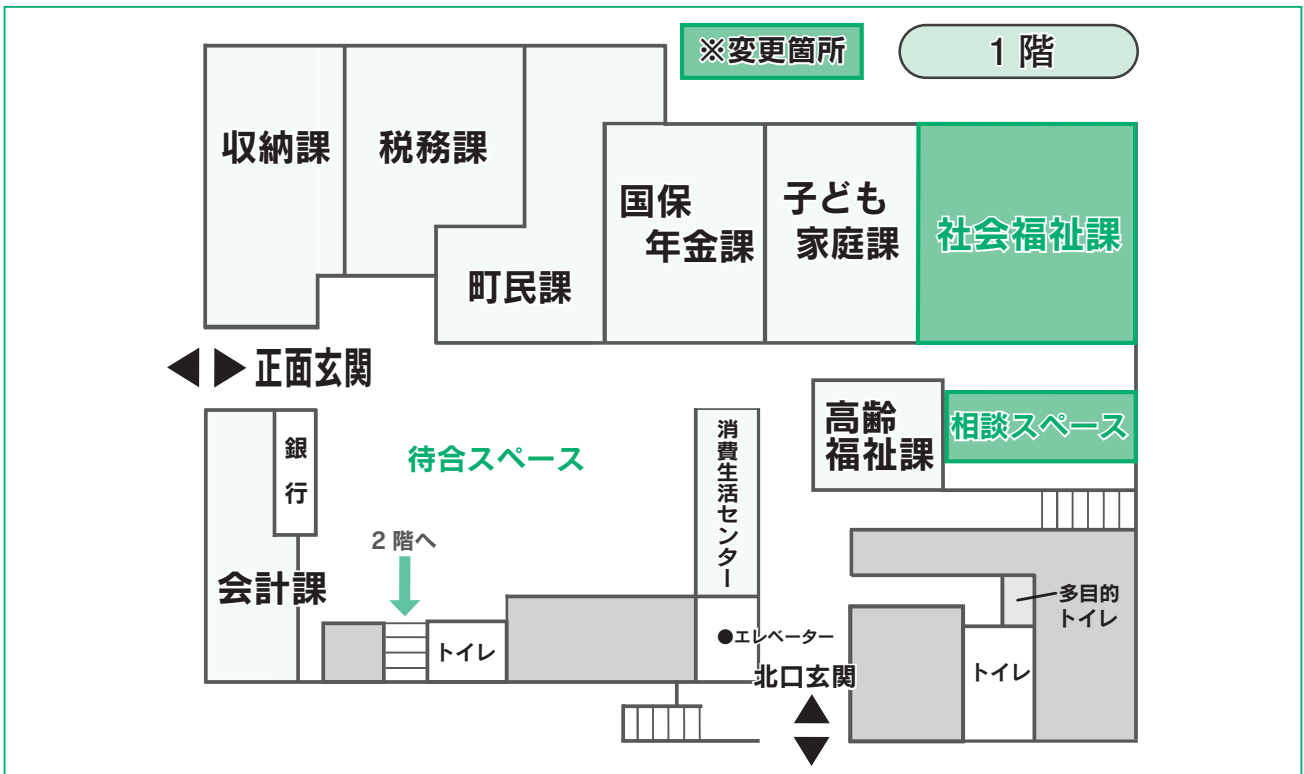 ※変更箇所
1 階
収納課
税務課
町民課
国保
年金課
子ども
家庭課
社会福祉課
◀▶正面玄関
高齢
福祉課
相談スペース
銀行
待合スペース
消費生活センター
2 階へ
会計課
トイレ
●エレベーター
北口玄関
多目的
トイレ
トイレ